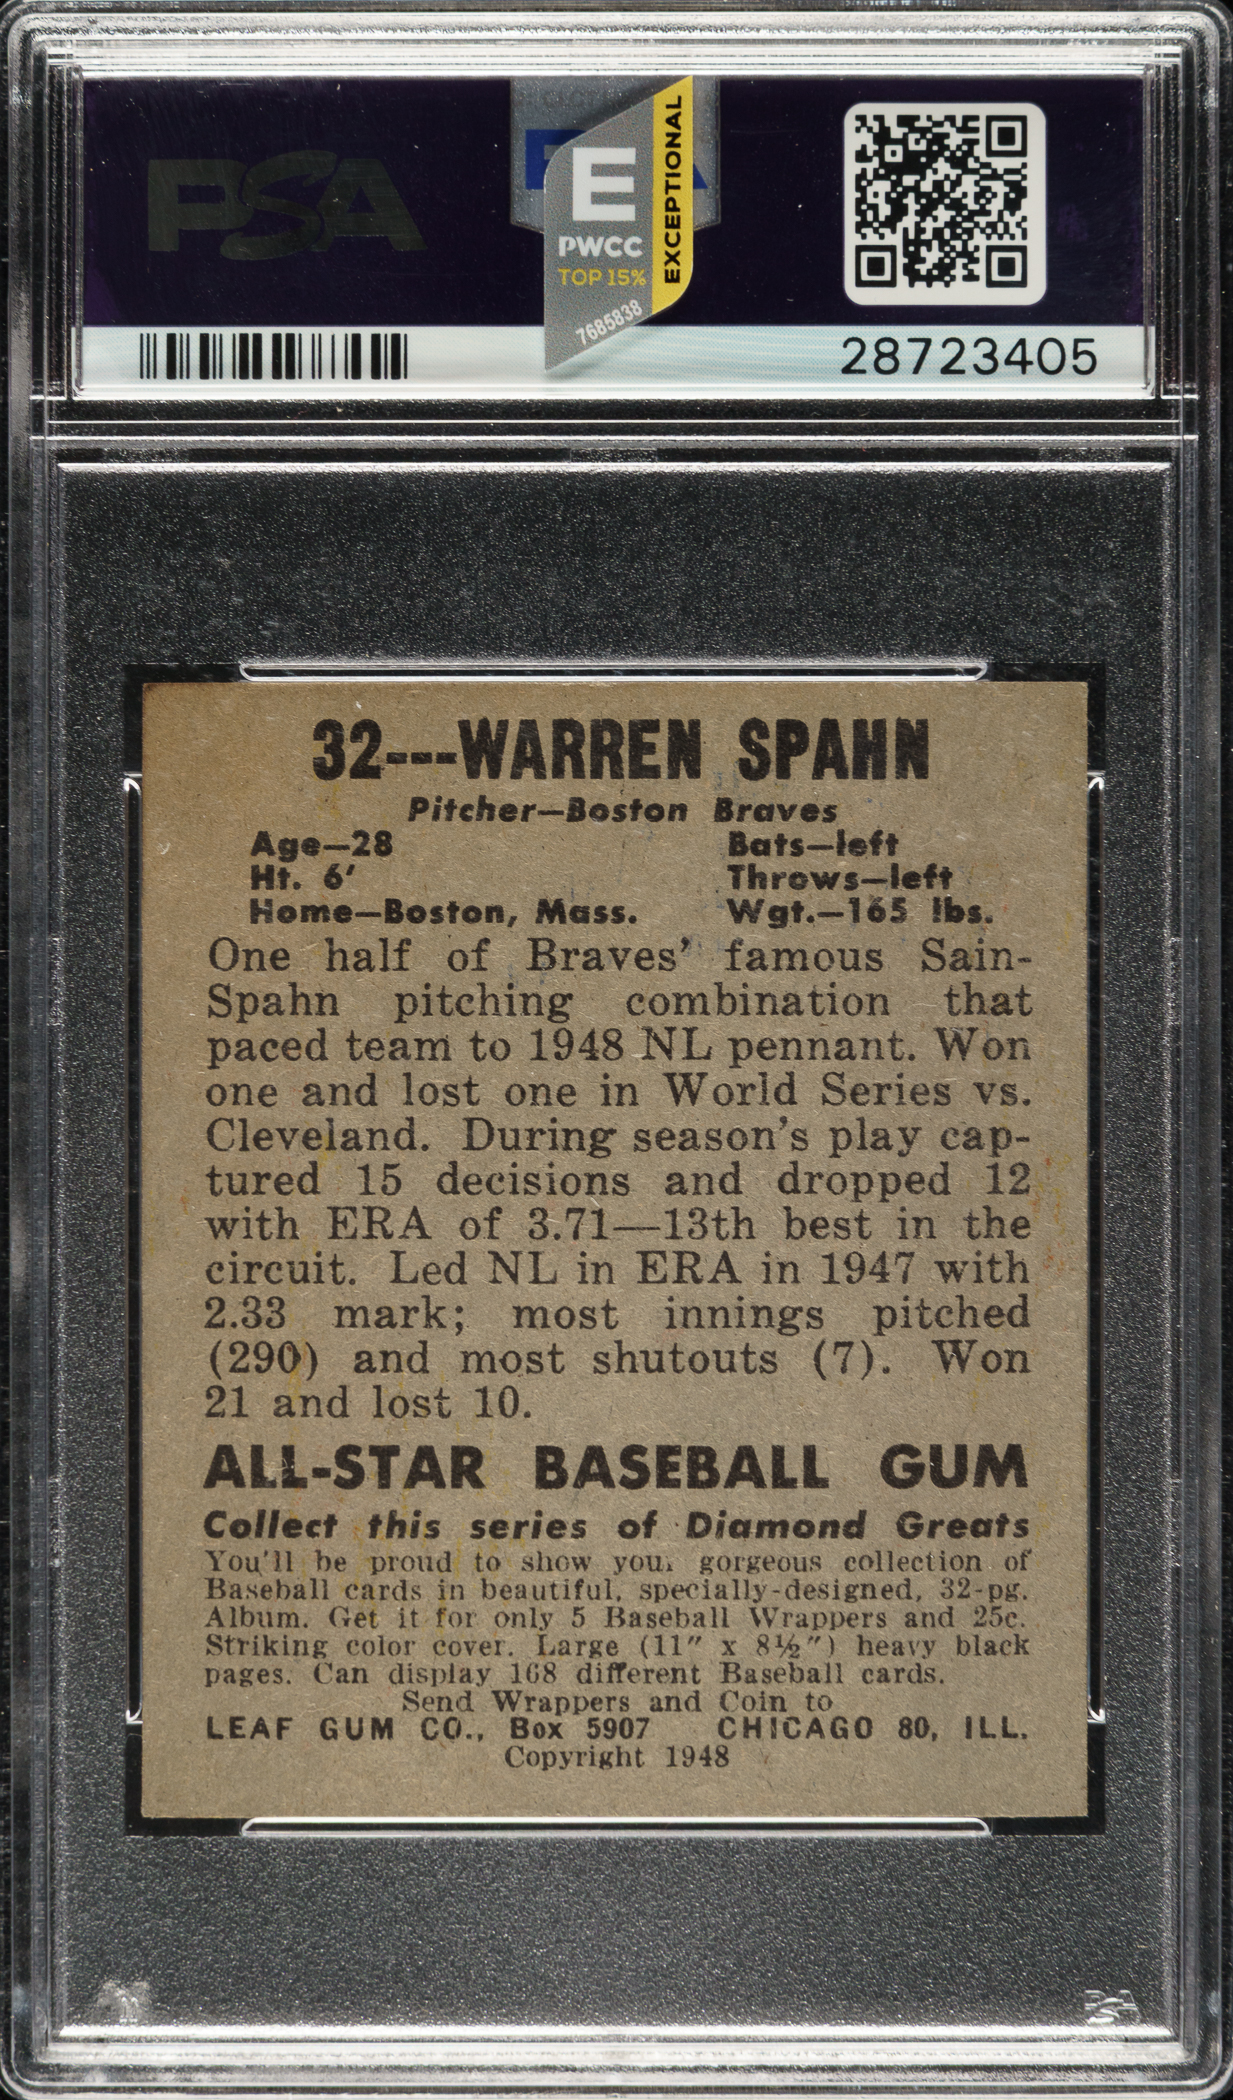 PSA
E
PWCC
TOP 15%
EXCEPTIONAL
7685838
28723405
32---WARREN SPAHN
Pitcher—Boston Braves
Age—28 Bats—left
Ht. 6' Throws—left
Home—Boston, Mass. Wgt.—165 lbs.
One half of Braves' famous Sain-
Spahn pitching combination that
paced team to 1948 NL pennant. Won
one and lost one in World Series vs.
Cleveland. During season's play cap-
tured 15 decisions and dropped 12
with ERA of 3.71—13th best in the
circuit. Led NL in ERA in 1947 with
2.33 mark; most innings pitched
(290) and most shutouts (7). Won
21 and lost 10.
ALL-STAR BASEBALL GUM
Collect this series of Diamond Greats
You'll be proud to show your gorgeous collection of
Baseball cards in beautiful, specially-designed, 32-pg.
Album. Get it for only 5 Baseball Wrappers and 25c.
Striking color cover. Large (11" x 8½") heavy black
pages. Can display 168 different Baseball cards.
Send Wrappers and Coin to
LEAF GUM CO., Box 5907 CHICAGO 80, ILL.
Copyright 1948
PSA